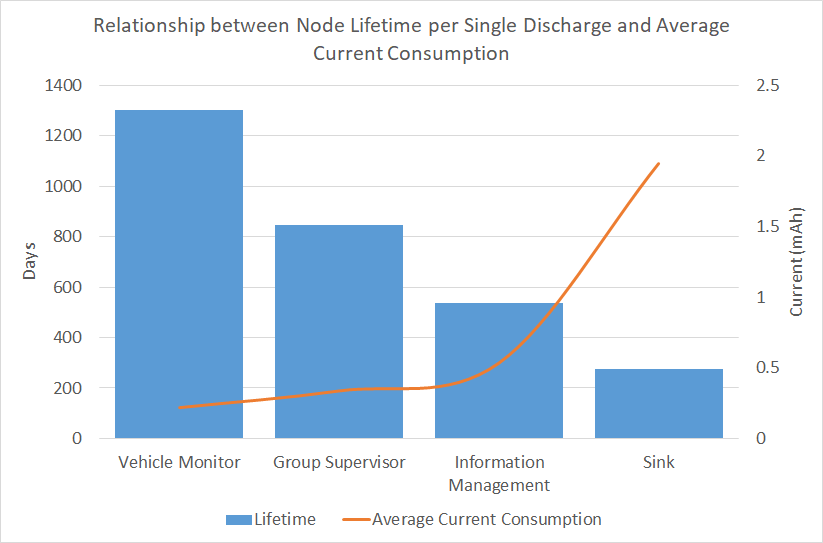 Relationship between Node Lifetime per Single Discharge and Average
Current Consumption
1400
1200
1000
800
600
400
200
0
Days
2.5
2
1.5
1
0.5
0
Current (mAh)
Vehicle Monitor
Group Supervisor
Information
Management
Sink
Lifetime
Average Current Consumption